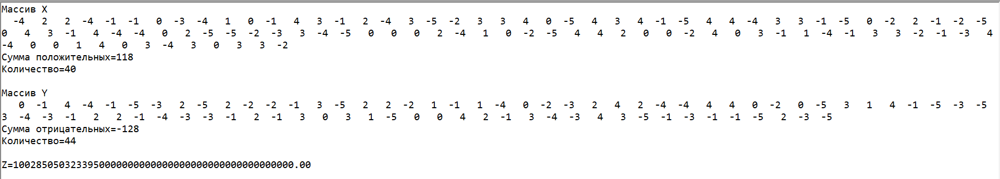 Массив X
-4 2 2 -4 -1 -1 0 -3 -4 1 0 -1 4 3 -1 2 -4 3 -5 -2 3 3 4 0 -5 4 3 4 -1 -5 4 4 -4 3 3 -1 -5 0 -2 2 -1 -2 -5
0 4 3 -1 4 -4 -4 0 2 -5 -5 -2 -3 3 -4 -5 0 0 0 2 -4 1 0 -2 -5 4 4 2 0 0 -2 4 0 3 -1 1 -4 -1 3 3 -2 -1 -3 4
-4 0 0 1 4 0 3 -4 3 0 3 3 -2
Сумма положительных=118
Количество=40
Массив Y
0 -1 4 -4 -1 -5 -3 2 -5 2 -2 -2 -1 3 -5 2 2 -2 1 -1 1 -4 0 -2 -3 2 4 2 -4 -4 4 4 0 -2 0 -5 3 1 4 -1 -5 -3 -5
3 -4 -3 -1 2 2 -1 -4 -3 -3 -1 2 -1 3 0 3 1 -5 0 0 4 2 -1 3 -4 -3 4 3 -5 -1 -3 -1 -1 -5 2 -3 -5
Сумма отрицательных=-128
Количество=44
Z=1002850503233950000000000000000000000000000000.00